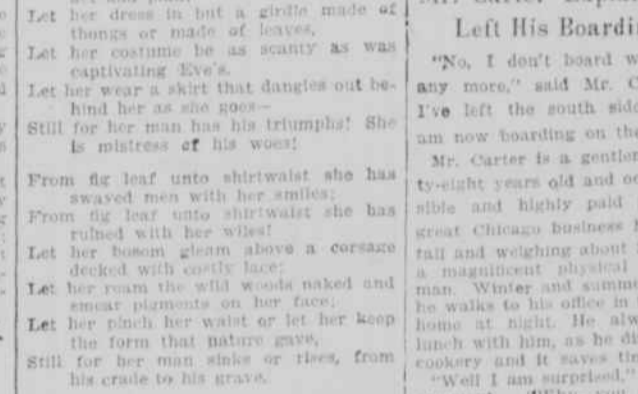 Let her dress in but a girdle made of
thongs or made of leaves,
Let her costume be as scanty as was
captivating Eve's.
Let her wear a skirt that dangles out be-
hind her as she goes—
Still for her man has his triumphs! She
is mistress of his woes!
From fig leaf unto shirtwaist she has
swayed men with her smiles;
From fig leaf unto shirtwaist she has
ruined with her wiles!
Let her bosom gleam above a corsage
decked with costly lace;
Let her roam the wild woods naked and
smear pigments on her face;
Let her pinch her waist or let her keep
the form that nature gave,
Still for her man sinks or rises, from
his crade to his grave.
Left His Boardi
"No, I don't board w
any more," said Mr. C
I've left the south side
am now boarding on the
Mr. Carter is a gentler
ty-eight years old and oc
sible and highly paid
great Chicago business
tall and weighing about
a magnificent physical
man. Winter and summe
he walks to his office in
home at night. He alw
lunch with him, as he di
cookery and it saves tim
"Well I am surprised,"